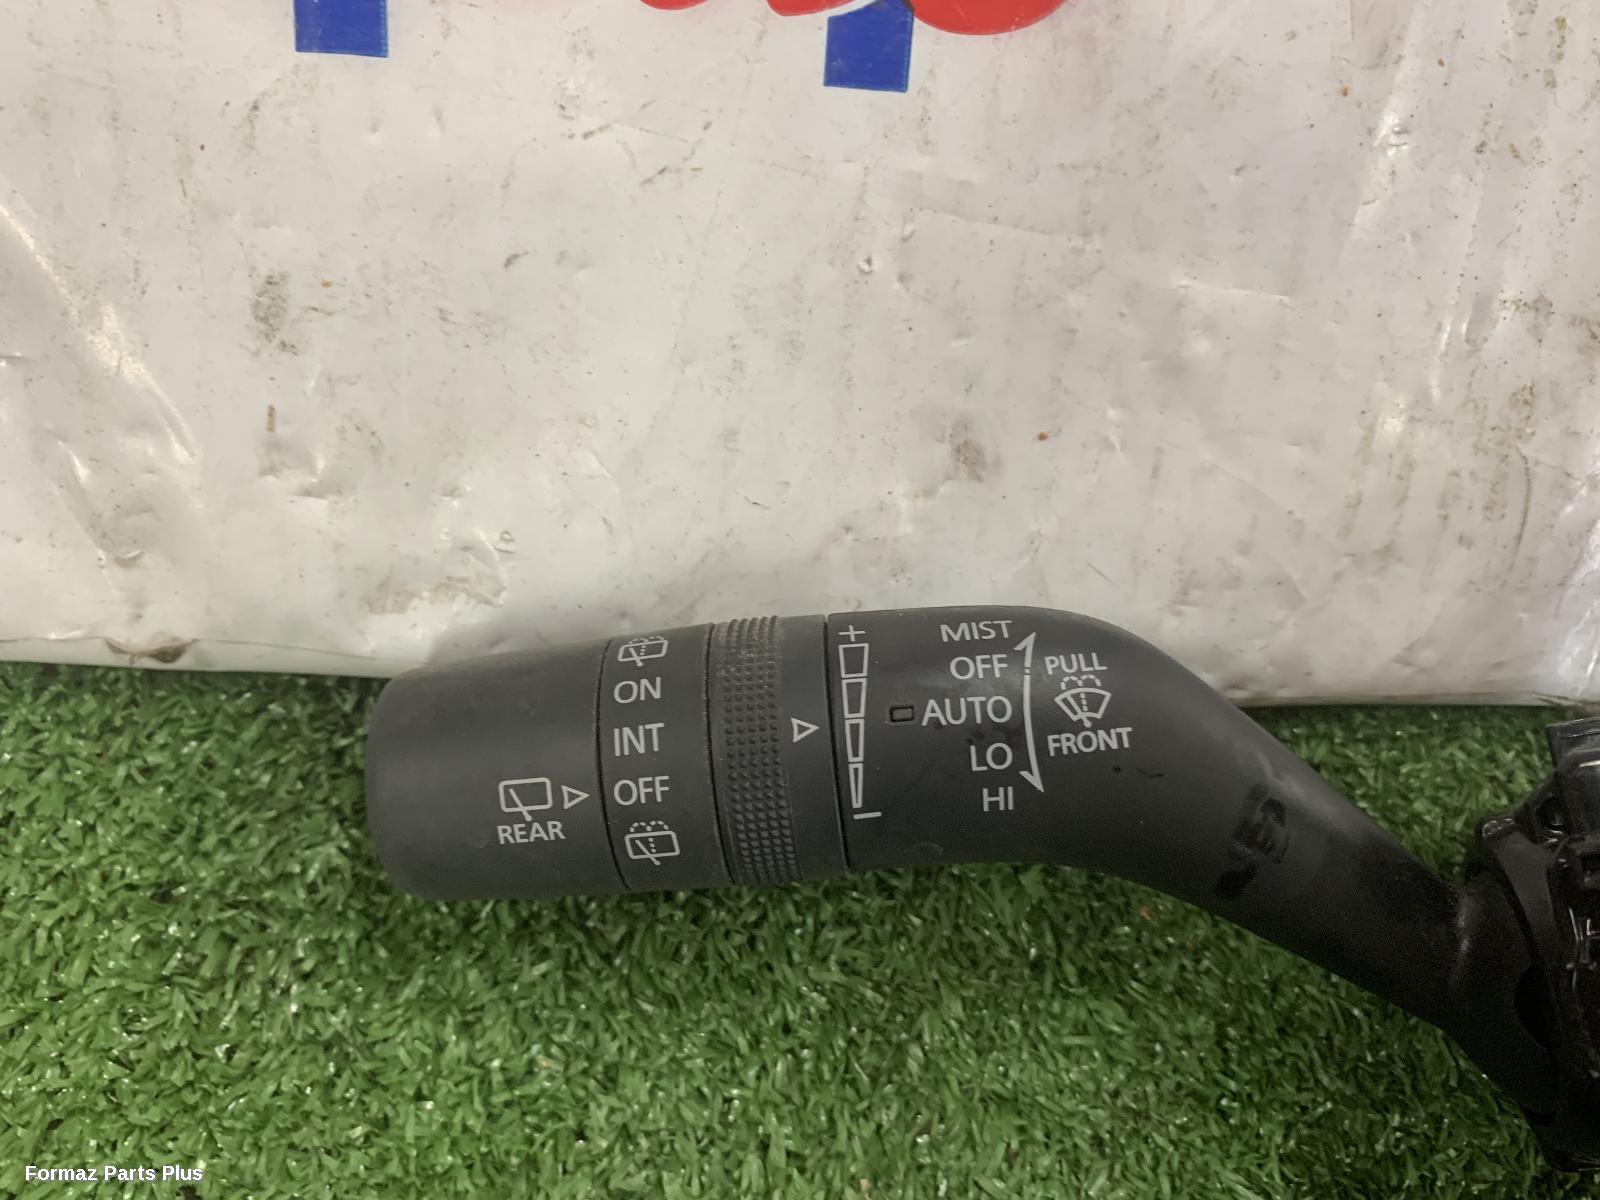 MIST
OFF
AUTO
LO
HI
PULL
FRONT
+
-
ON
INT
OFF
REAR
Formaz Parts Plus